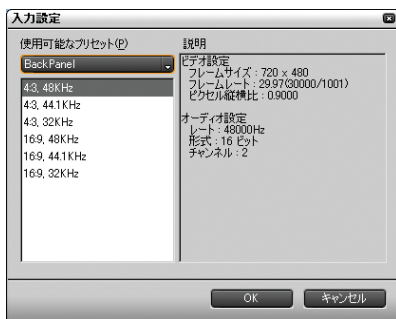 入力設定
使用可能なプリセット(P)
BackPanel
4:3, 48KHz
4:3, 44.1KHz
4:3, 32KHz
16:9, 48KHz
16:9, 44.1KHz
16:9, 32KHz
説明
ビデオ設定
フレームサイズ : 720 x 480
フレームレート : 29.97(30000/1001)
ピクセル縦横比 : 0.9000
オーディオ設定
レート : 48000Hz
形式 : 16 ビット
チャンネル : 2
OK
キャンセル